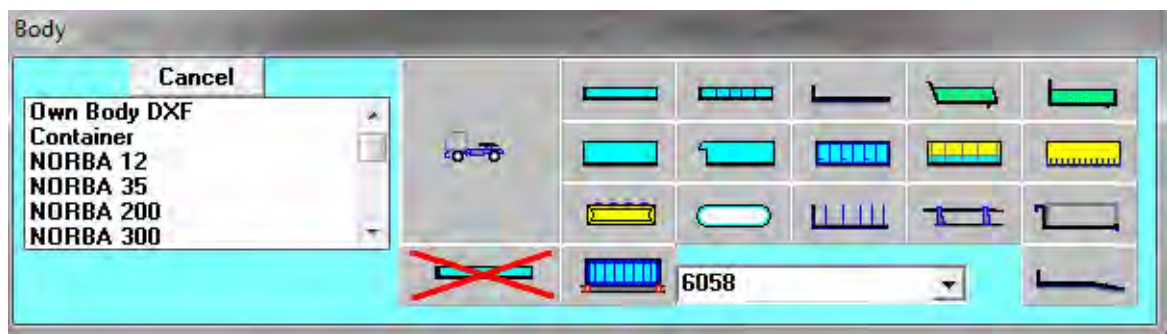 Body
Cancel
Own Body DXF
Container
NORBA 12
NORBA 35
NORBA 200
NORBA 300
6058